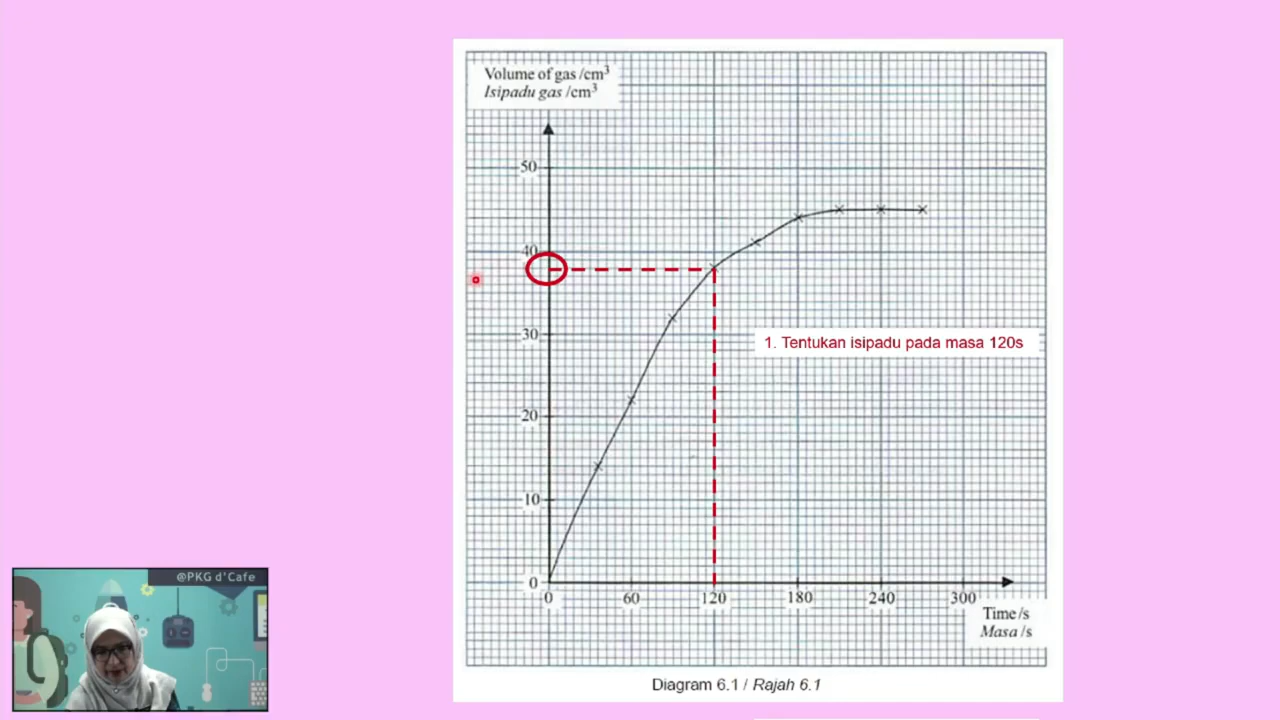 Volume of gas /cm³
Isipadu gas /cm³
50
40
30
20
10
0
0 60 120 180 240 300
Time /s
Masa /s
1. Tentukan isipadu pada masa 120s
Diagram 6.1 / Rajah 6.1
@PKG d'Cafe